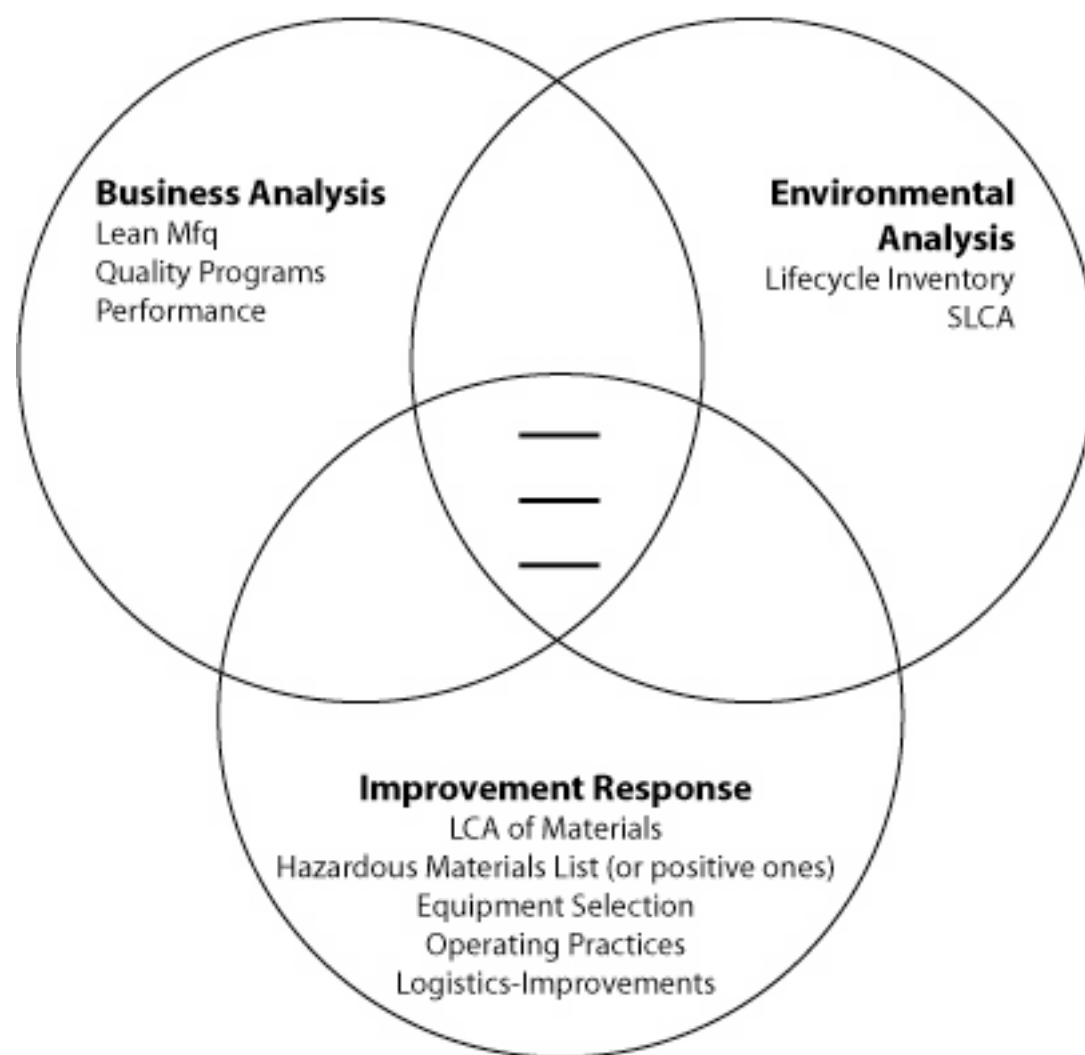 Business Analysis
Lean Mfq
Quality Programs
Performance
Environmental
Analysis
Lifecycle Inventory
SLCA
Improvement Response
LCA of Materials
Hazardous Materials List (or positive ones)
Equipment Selection
Operating Practices
Logistics-Improvements